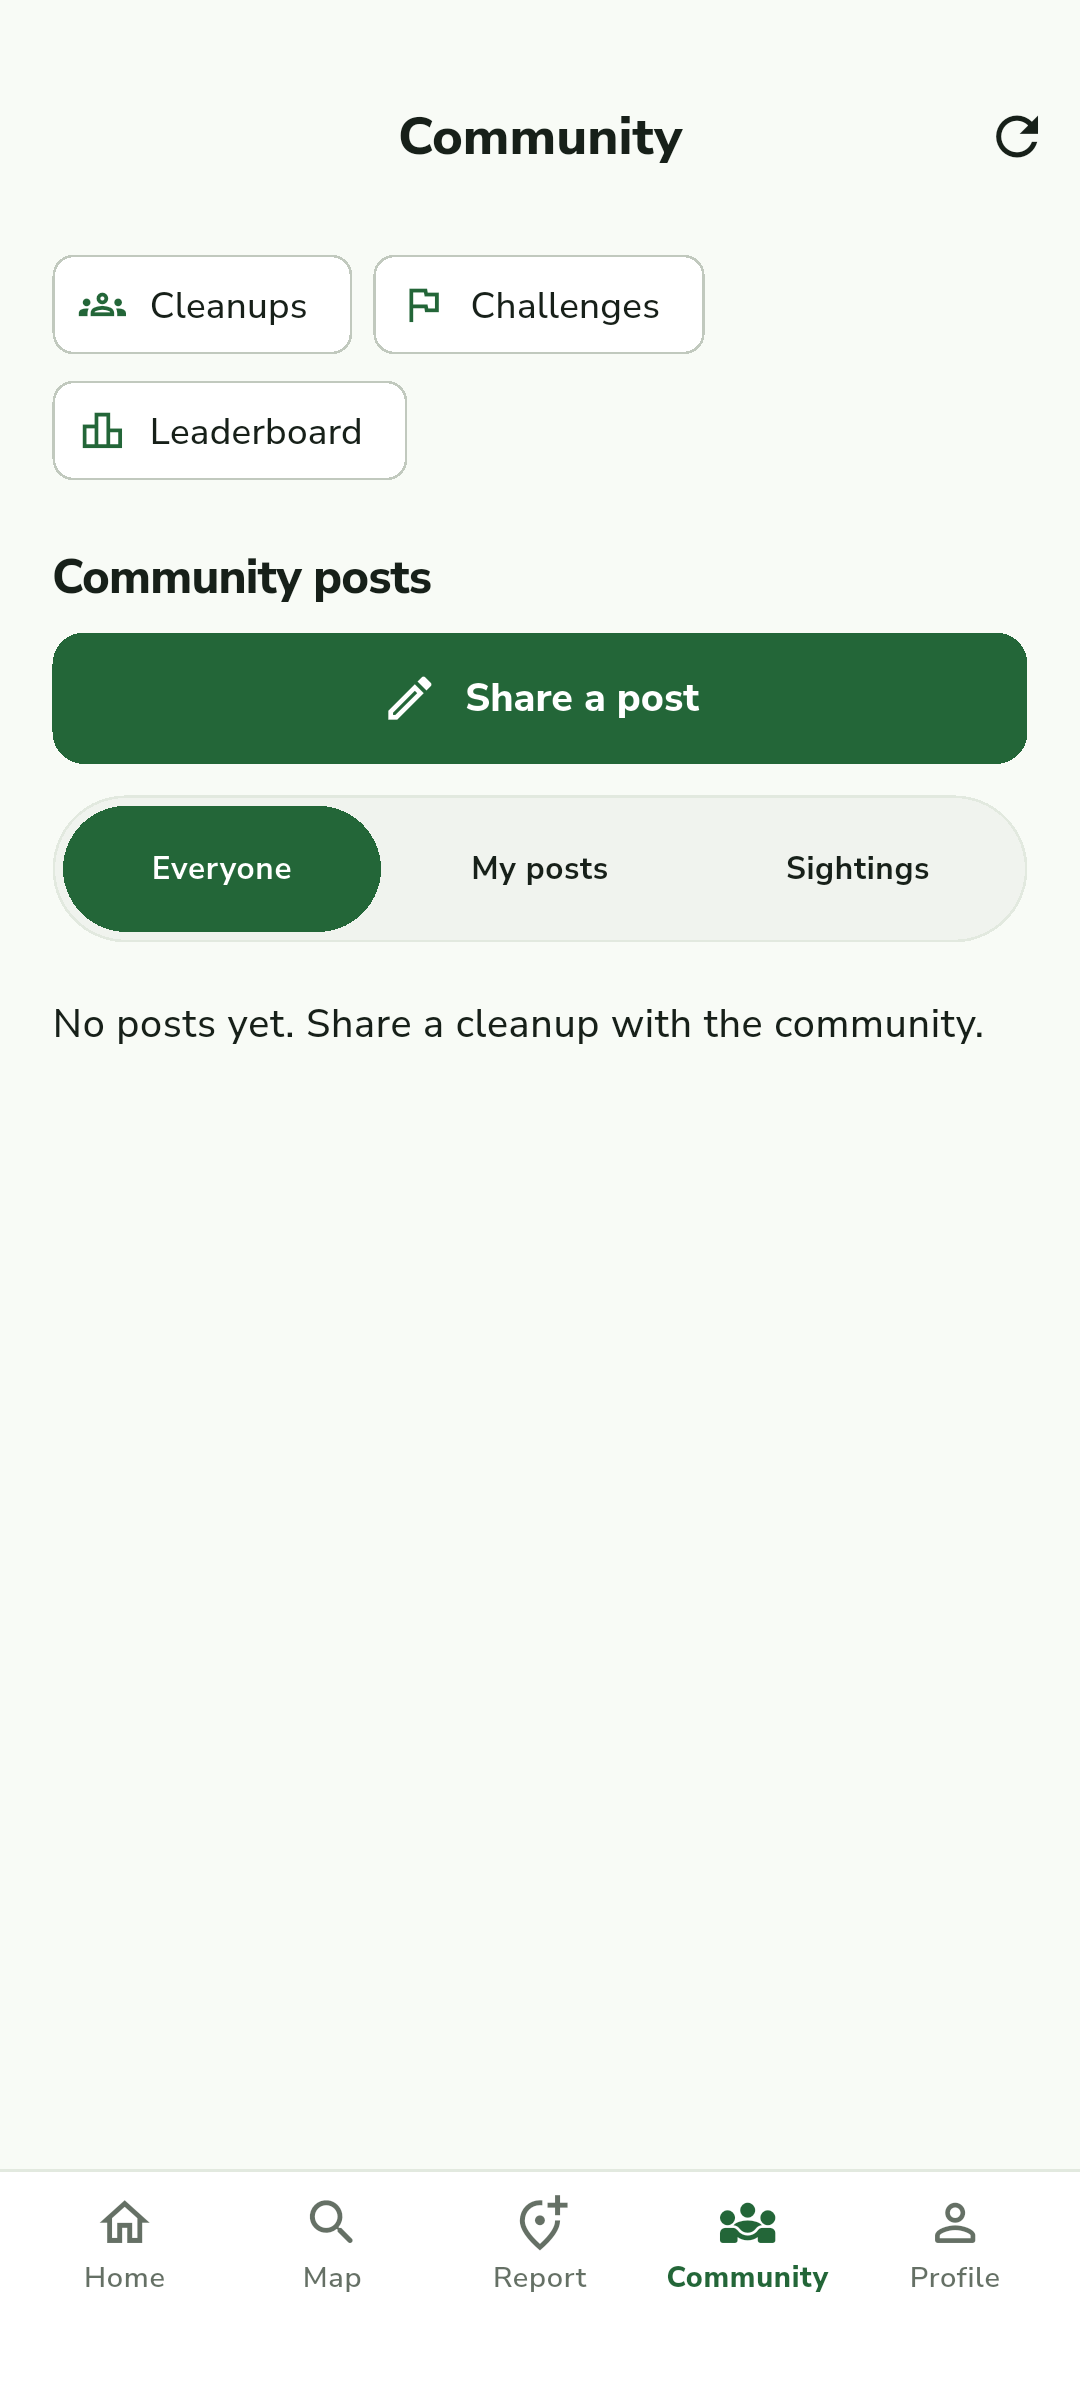 Community
Cleanups
Challenges
Leaderboard
Community posts
Share a post
Everyone
My posts
Sightings
No posts yet. Share a cleanup with the community.
Home
Map
Report
Community
Profile